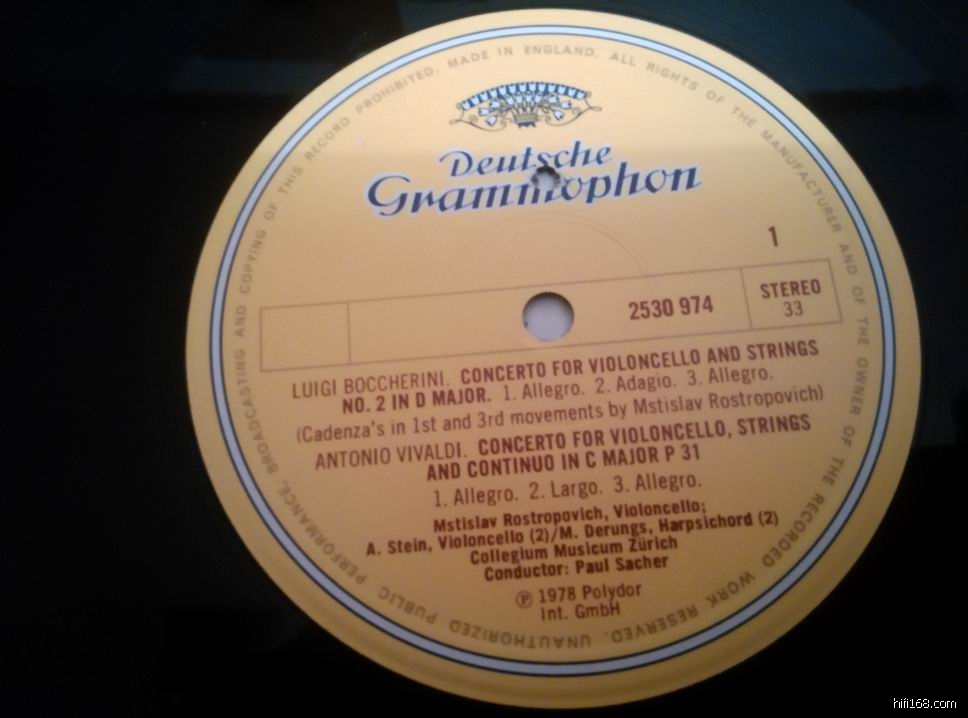 Deutsche
Grammophon
1
2530 974
STEREO
33
LUIGI BOCCHERINI. CONCERTO FOR VIOLONCELLO AND STRINGS
NO. 2 IN D MAJOR. 1. Allegro. 2. Adagio. 3. Allegro.
(Cadenza's in 1st and 3rd movements by Mstislav Rostropovich)
ANTONIO VIVALDI. CONCERTO FOR VIOLONCELLO, STRINGS
AND CONTINUO IN C MAJOR P 31
1. Allegro. 2. Largo. 3. Allegro.
Mstislav Rostropovich, Violoncello;
A. Stein, Violoncello (2)/M. Derungs, Harpsichord (2)
Collegium Musicum Zürich
Conductor: Paul Sacher
℗ 1978 Polydor
Int. GmbH
MADE IN ENGLAND. ALL RIGHTS OF THE MANUFACTURER AND OF THE OWNER OF THE RECORDED WORK RESERVED. UNAUTHORIZED PUBLIC PERFORMANCE, BROADCASTING AND COPYING OF THIS RECORD PROHIBITED.
hifi168.com